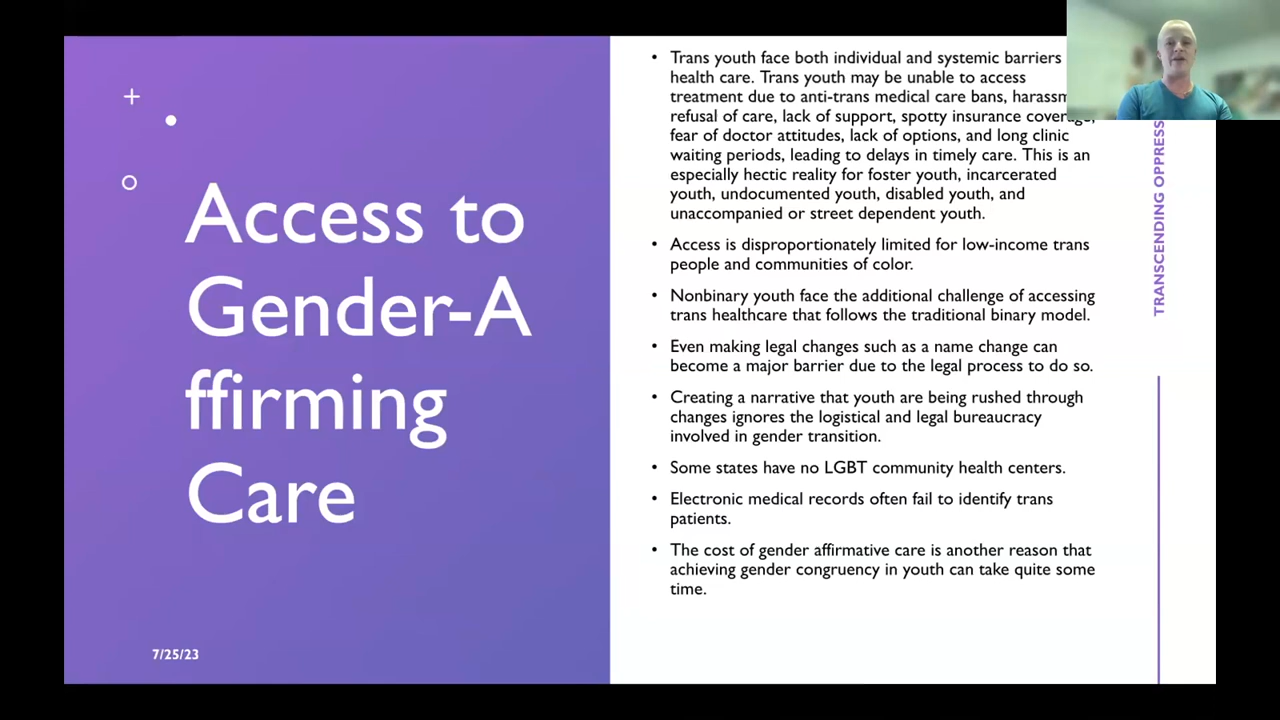 Access to
Gender-A
ffirming
Care
7/25/23
• Trans youth face both individual and systemic barriers
health care. Trans youth may be unable to access
treatment due to anti-trans medical care bans, harassm
refusal of care, lack of support, spotty insurance coverage,
fear of doctor attitudes, lack of options, and long clinic
waiting periods, leading to delays in timely care. This is an
especially hectic reality for foster youth, incarcerated
youth, undocumented youth, disabled youth, and
unaccompanied or street dependent youth.
• Access is disproportionately limited for low-income trans
people and communities of color.
• Nonbinary youth face the additional challenge of accessing
trans healthcare that follows the traditional binary model.
• Even making legal changes such as a name change can
become a major barrier due to the legal process to do so.
• Creating a narrative that youth are being rushed through
changes ignores the logistical and legal bureaucracy
involved in gender transition.
• Some states have no LGBT community health centers.
• Electronic medical records often fail to identify trans
patients.
• The cost of gender affirmative care is another reason that
achieving gender congruency in youth can take quite some
time.
TRANSCENDING OPPRESS